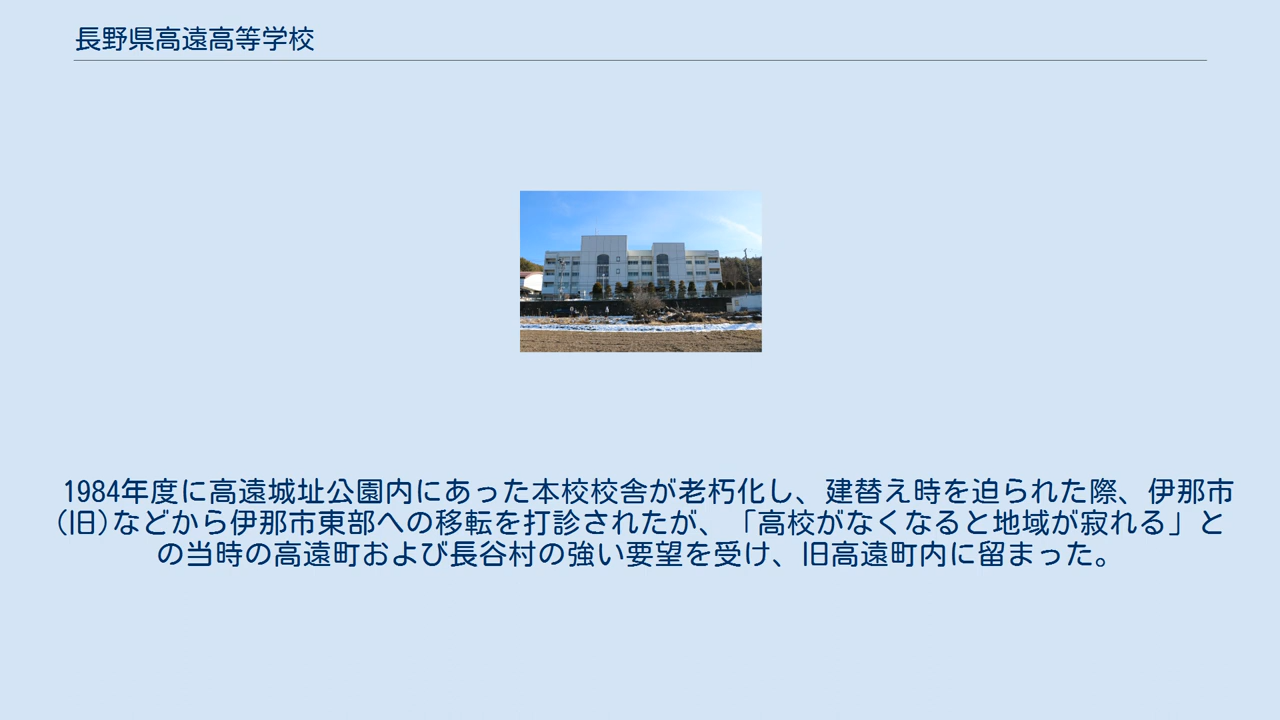 長野県高遠高等学校
1984年度に高遠城址公園内にあった本校校舎が老朽化し、建替え時を迫られた際、伊那市
(旧)などから伊那市東部への移転を打診されたが、「高校がなくなると地域が寂れる」と
の当時の高遠町および長谷村の強い要望を受け、旧高遠町内に留まった。